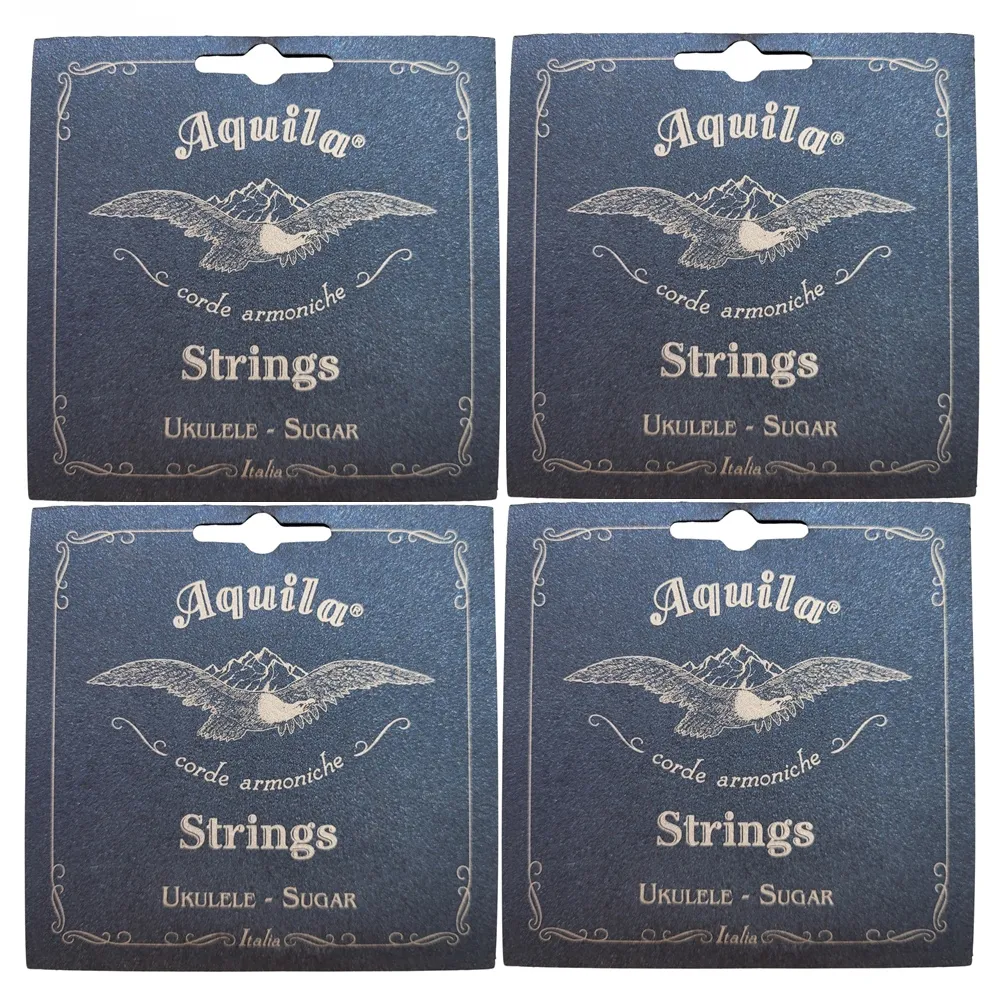 Aquila®
corde armoniche
Strings
UKULELE - SUGAR
Italia
Aquila®
corde armoniche
Strings
UKULELE - SUGAR
Italia
Aquila®
corde armoniche
Strings
UKULELE - SUGAR
Italia
Aquila®
corde armoniche
Strings
UKULELE - SUGAR
Italia